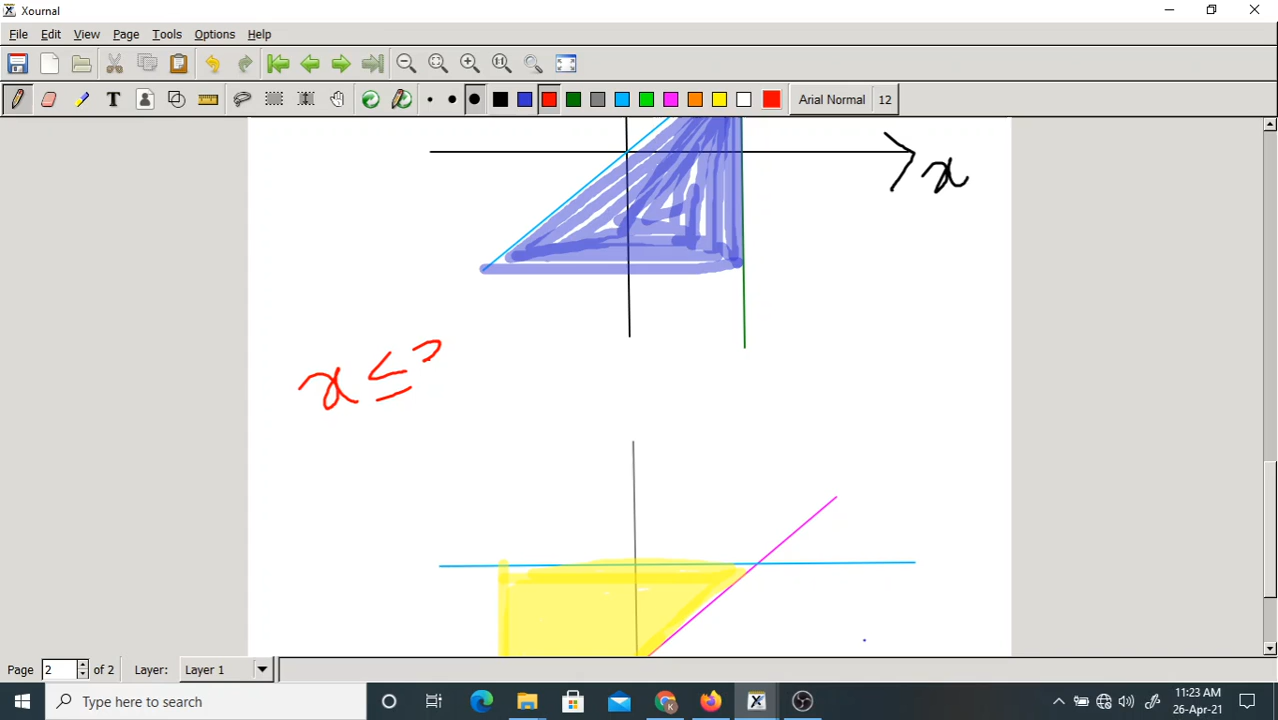 Xournal
File Edit View Page Tools Options Help
Arial Normal 12
x
x ≤
Page 2 of 2 Layer: Layer 1
Type here to search
11:23 AM
26-Apr-21